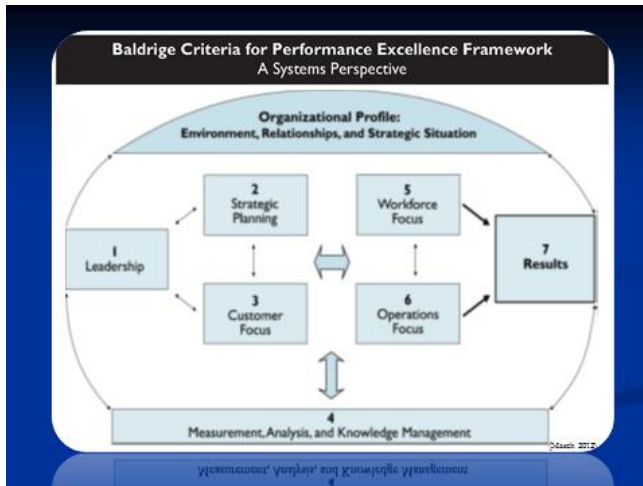 Baldrige Criteria for Performance Excellence Framework
A Systems Perspective
Organizational Profile:
Environment, Relationships, and Strategic Situation
2
Strategic
Planning
5
Workforce
Focus
1
Leadership
7
Results
3
Customer
Focus
6
Operations
Focus
4
Measurement, Analysis, and Knowledge Management